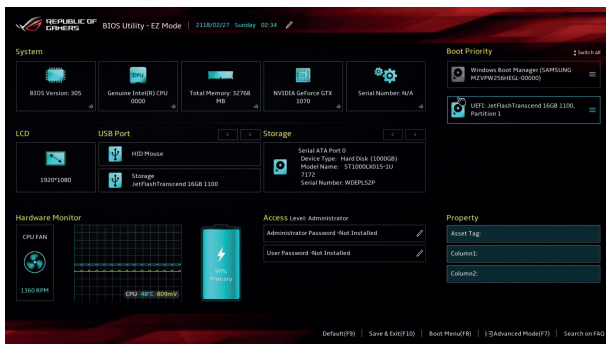 REPUBLIC OF
GAMERS
BIOS Utility - EZ Mode
2118/02/27 Sunday 02:34
System
BIOS Version: 305
Genuine Intel(R) CPU
0000
Total Memory: 32768
MB
NVIDIA GeForce GTX
1070
Serial Number: N/A
Boot Priority
Switch all
Windows Boot Manager (SAMSUNG
MZVPW256HEGL-00000)
UEFI: JetFlashTranscend 16GB 1100,
Partition 1
LCD
1920*1080
USB Port
HID Mouse
Storage
JetFlashTranscend 16GB 1100
Storage
Serial ATA Port 0
Device Type: Hard Disk (1000GB)
Model Name: ST1000LX015-1U
7172
Serial Number: WDEPL52P
Hardware Monitor
CPU FAN
1360 RPM
CPU 48°C 809mV
99%
Primary
Access Level: Administrator
Administrator Password -Not Installed
User Password -Not Installed
Property
Asset Tag:
Column1:
Column2:
Default(F9)
Save & Exit(F10)
Boot Menu(F8)
Advanced Mode(F7)
Search on FAQ